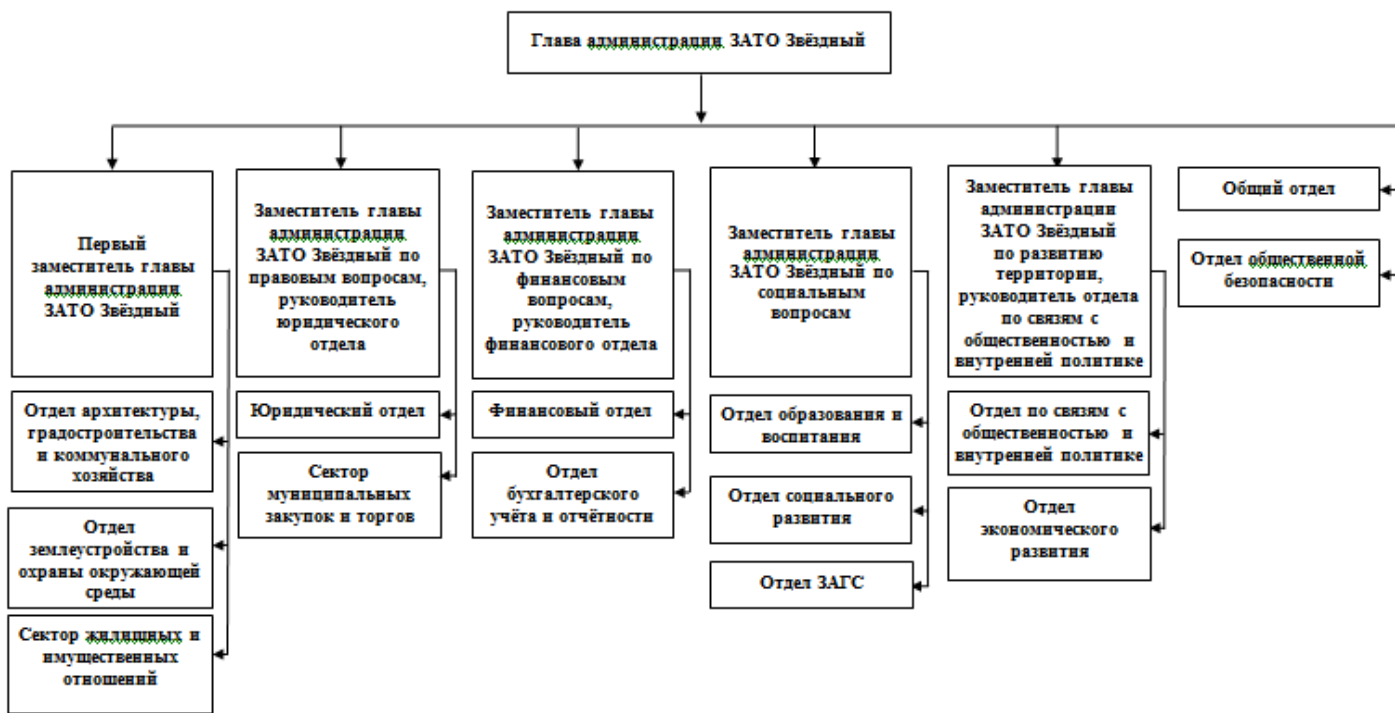 Глава администрации ЗАТО Звёздный
Первый
заместитель главы
администрации
ЗАТО Звёздный
Заместитель главы
администрации
ЗАТО Звёздный по
правовым вопросам,
руководитель
юридического
отдела
Заместитель главы
администрации
ЗАТО Звёздный по
финансовым
вопросам,
руководитель
финансового отдела
Заместитель главы
администрации
ЗАТО Звёздный по
социальным
вопросам
Заместитель главы
администрации
ЗАТО Звёздный
по развитию
территории,
руководитель отдела
по связям с
общественностью и
внутренней политике
Общий отдел
Отдел общественной
безопасности
Отдел архитектуры,
градостроительства
и коммунального
хозяйства
Отдел
землеустройства и
охраны окружающей
среды
Сектор жилищных и
имущественных
отношений
Юридический отдел
Сектор
муниципальных
закупок и торгов
Финансовый отдел
Отдел
бухгалтерского
учёта и отчётности
Отдел образования и
воспитания
Отдел социального
развития
Отдел ЗАГС
Отдел по связям с
общественностью и
внутренней политике
Отдел
экономического
развития